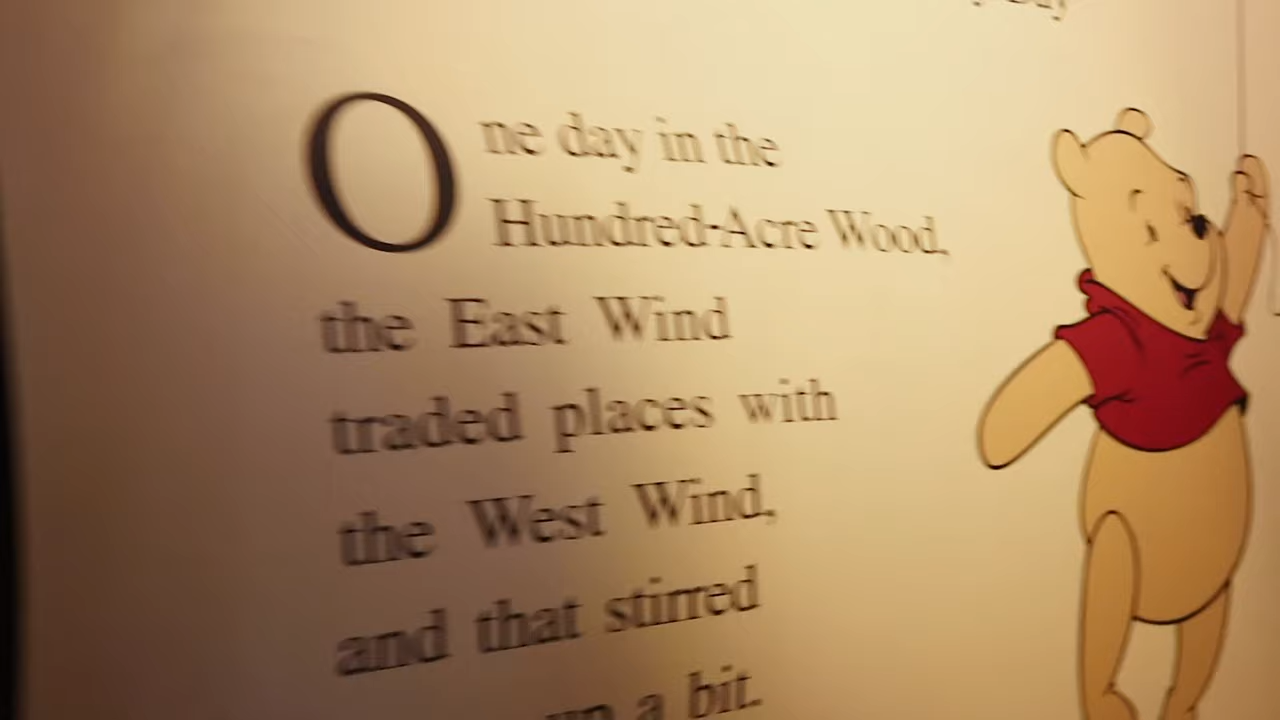 One day in the
Hundred-Acre Wood,
the East Wind
traded places with
the West Wind,
and that stirred
up a bit.